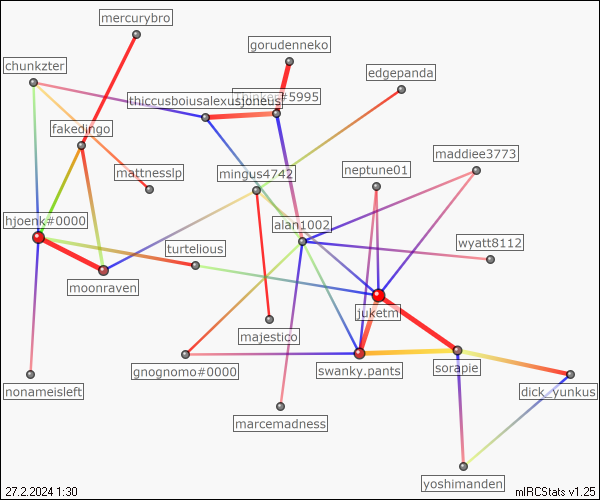 mercurybro
gorudenneko
chunkzter
edgepanda
thiccusboiusalexusjoneus
#5995
fakedingo
maddiee3773
mattnesslp
mingus4742
neptune01
hjoenk#0000
alan1002
wyatt8112
turtelious
moonraven
juketm
majestico
gnognomo#0000
swanky.pants
sorapie
nonameisleft
dick_yunkus
marcemadness
yoshimanden
27.2.2024 1:30
mIRCStats v1.25